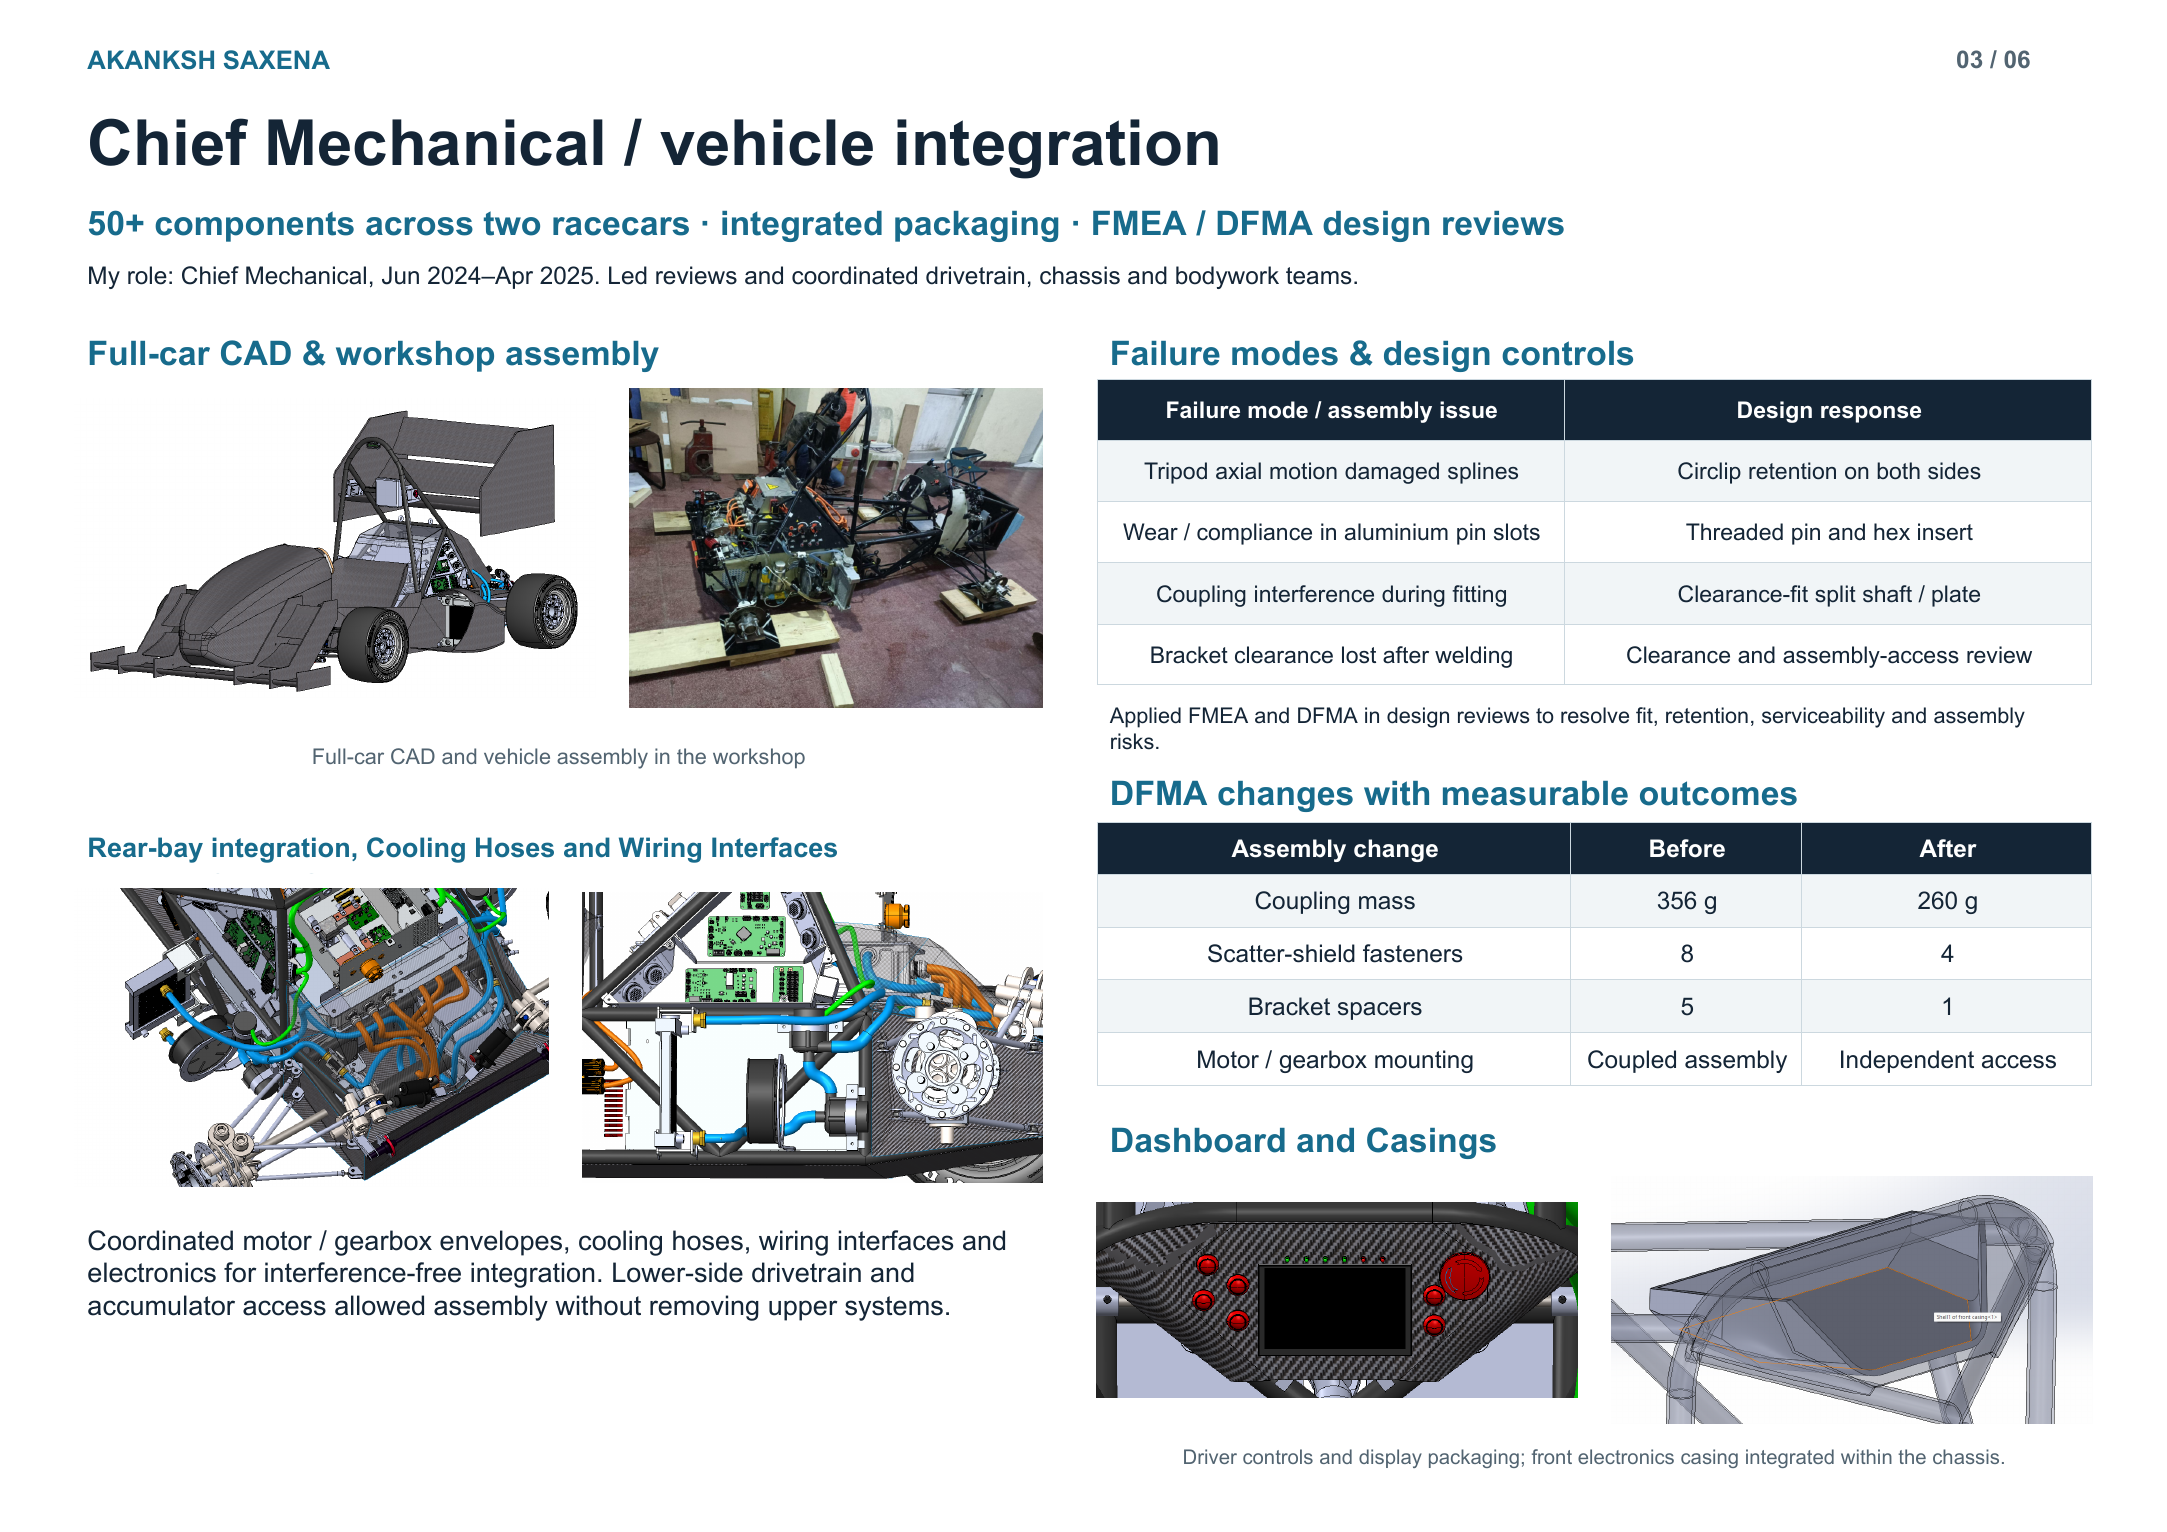 AKANKSH SAXENA
03 / 06
Chief Mechanical / vehicle integration
50+ components across two racecars · integrated packaging · FMEA / DFMA design reviews
My role: Chief Mechanical, Jun 2024–Apr 2025. Led reviews and coordinated drivetrain, chassis and bodywork teams.
Full-car CAD & workshop assembly
Full-car CAD and vehicle assembly in the workshop
Rear-bay integration, Cooling Hoses and Wiring Interfaces
Coordinated motor / gearbox envelopes, cooling hoses, wiring interfaces and
electronics for interference-free integration. Lower-side drivetrain and
accumulator access allowed assembly without removing upper systems.
Failure modes & design controls
Failure mode / assembly issue Design response
Tripod axial motion damaged splines Circlip retention on both sides
Wear / compliance in aluminium pin slots Threaded pin and hex insert
Coupling interference during fitting Clearance-fit split shaft / plate
Bracket clearance lost after welding Clearance and assembly-access review
Applied FMEA and DFMA in design reviews to resolve fit, retention, serviceability and assembly
risks.
DFMA changes with measurable outcomes
Assembly change Before After
Coupling mass 356 g 260 g
Scatter-shield fasteners 8 4
Bracket spacers 5 1
Motor / gearbox mounting Coupled assembly Independent access
Dashboard and Casings
Shell1 of front casing<1>
Driver controls and display packaging; front electronics casing integrated within the chassis.